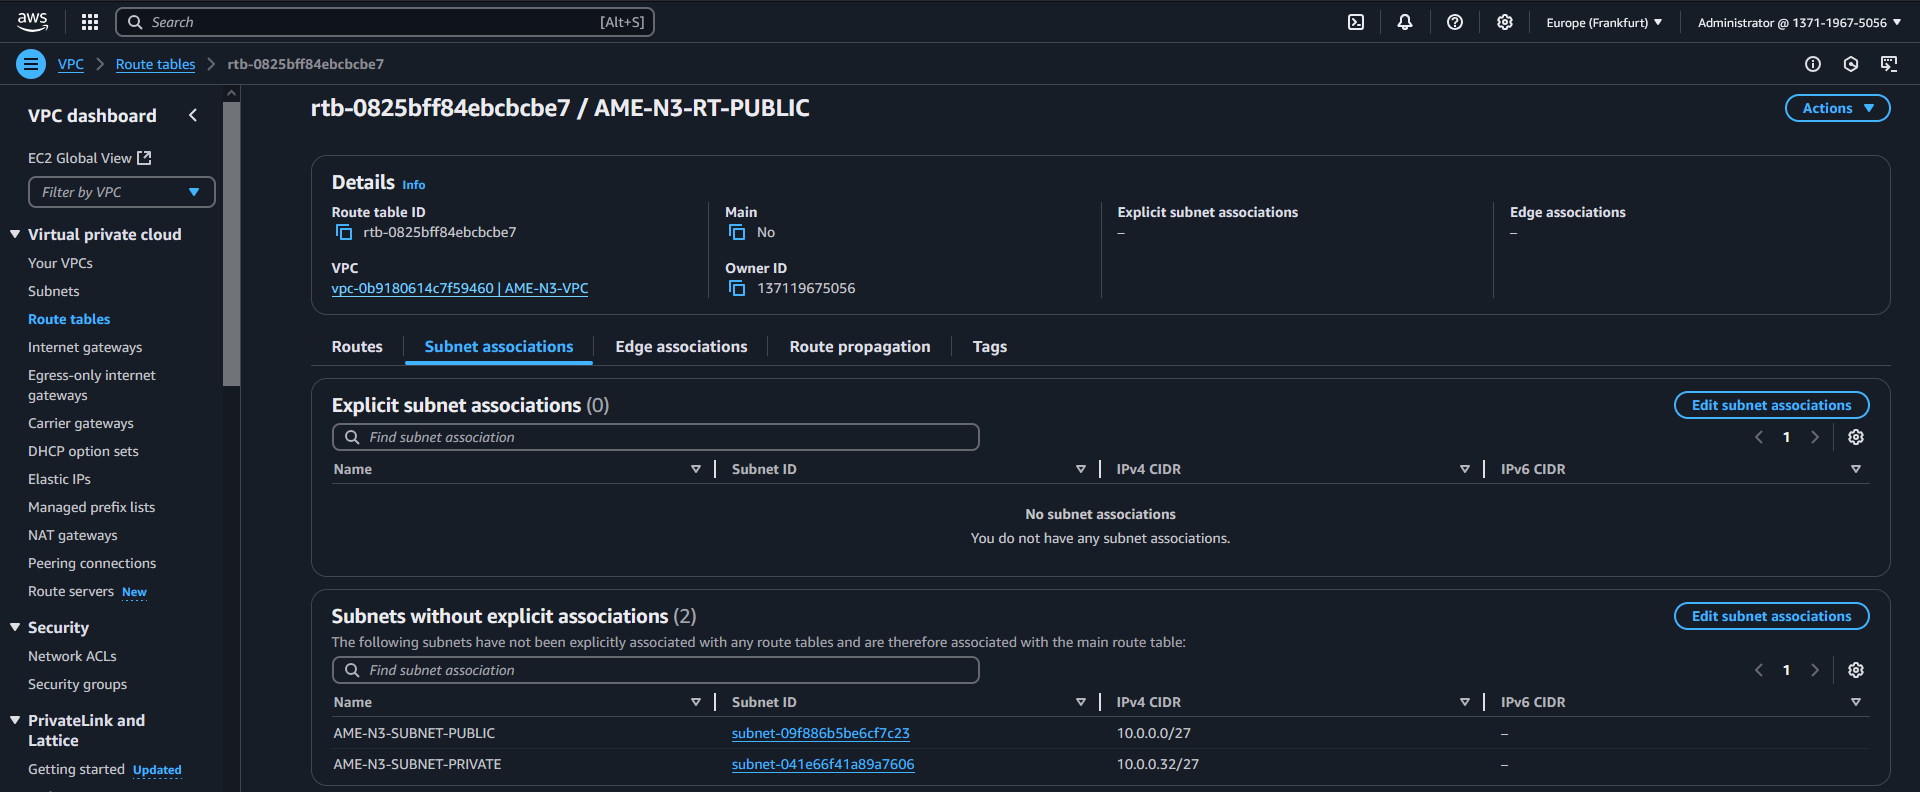 aws
Search [Alt+S]
Europe (Frankfurt)
Administrator @ 1371-1967-5056
VPC
Route tables
rtb-0825bff84ebcbcbe7
VPC dashboard
EC2 Global View
Filter by VPC
Virtual private cloud
Your VPCs
Subnets
Route tables
Internet gateways
Egress-only internet
gateways
Carrier gateways
DHCP option sets
Elastic IPs
Managed prefix lists
NAT gateways
Peering connections
Route servers New
Security
Network ACLs
Security groups
PrivateLink and
Lattice
Getting started Updated
rtb-0825bff84ebcbcbe7 / AME-N3-RT-PUBLIC
Actions
Details Info
Route table ID
rtb-0825bff84ebcbcbe7
Main
No
Explicit subnet associations
–
Edge associations
–
VPC
vpc-0b9180614c7f59460 | AME-N3-VPC
Owner ID
137119675056
Routes
Subnet associations
Edge associations
Route propagation
Tags
Explicit subnet associations (0)
Edit subnet associations
Find subnet association
1
Name Subnet ID IPv4 CIDR IPv6 CIDR
No subnet associations
You do not have any subnet associations.
Subnets without explicit associations (2)
Edit subnet associations
The following subnets have not been explicitly associated with any route tables and are therefore associated with the main route table:
Find subnet association
1
Name Subnet ID IPv4 CIDR IPv6 CIDR
AME-N3-SUBNET-PUBLIC subnet-09f886b5be6cf7c23 10.0.0.0/27 –
AME-N3-SUBNET-PRIVATE subnet-041e66f41a89a7606 10.0.0.32/27 –